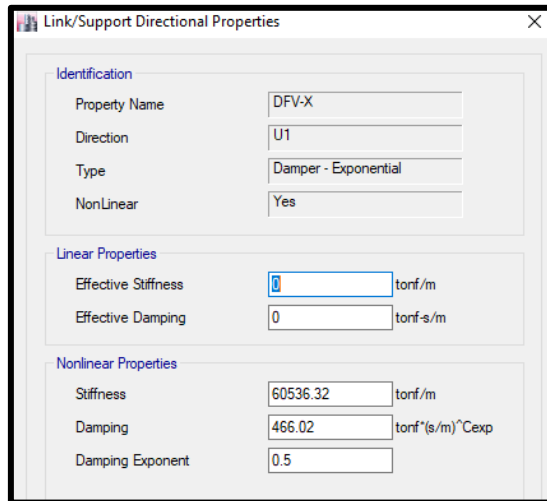 Link/Support Directional Properties
Identification
Property Name DFV-X
Direction U1
Type Damper - Exponential
NonLinear Yes
Linear Properties
Effective Stiffness 0 tonf/m
Effective Damping 0 tonf-s/m
Nonlinear Properties
Stiffness 60536.32 tonf/m
Damping 466.02 tonf*(s/m)^Cexp
Damping Exponent 0.5